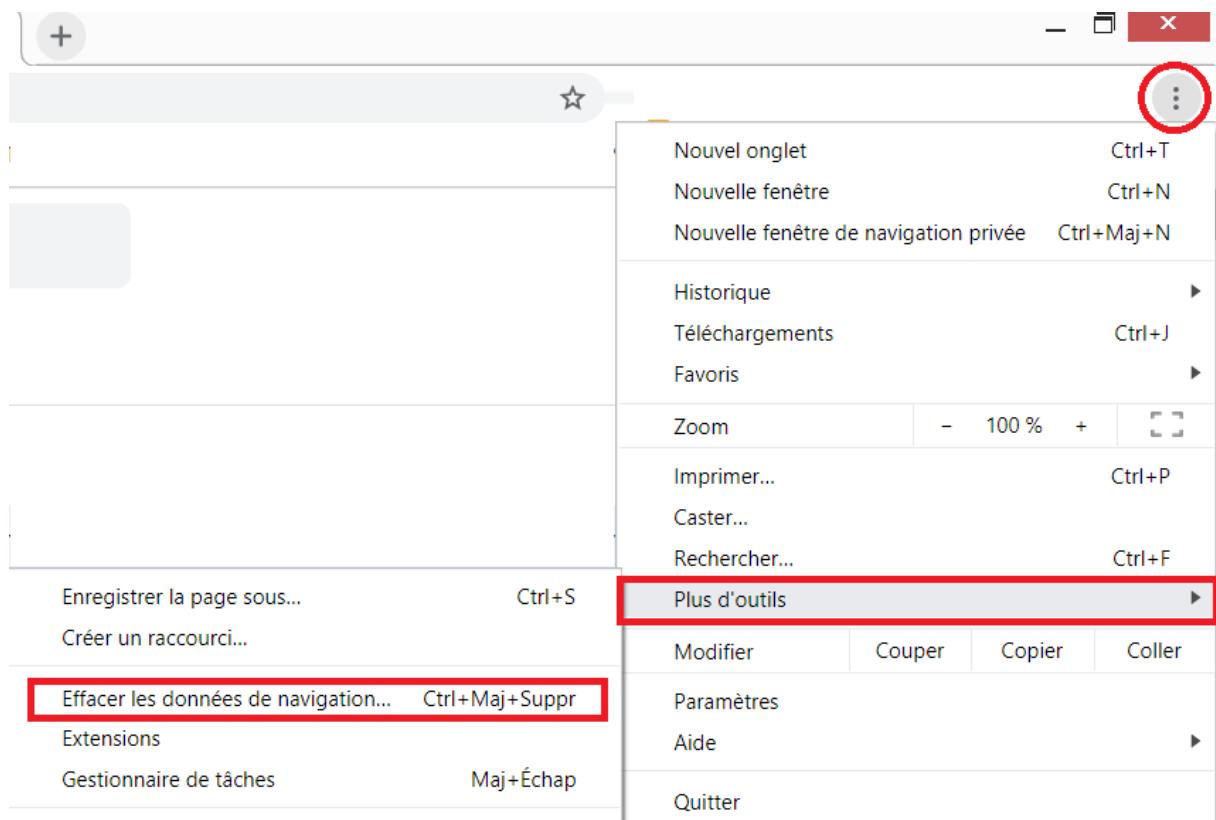 Nouvel onglet Ctrl+T
Nouvelle fenêtre Ctrl+N
Nouvelle fenêtre de navigation privée Ctrl+Maj+N
Historique
Téléchargements Ctrl+J
Favoris
Zoom - 100 % +
Imprimer... Ctrl+P
Caster...
Rechercher... Ctrl+F
Plus d'outils
Modifier Couper Copier Coller
Paramètres
Aide
Quitter
Enregistrer la page sous... Ctrl+S
Créer un raccourci...
Effacer les données de navigation... Ctrl+Maj+Suppr
Extensions
Gestionnaire de tâches Maj+Échap